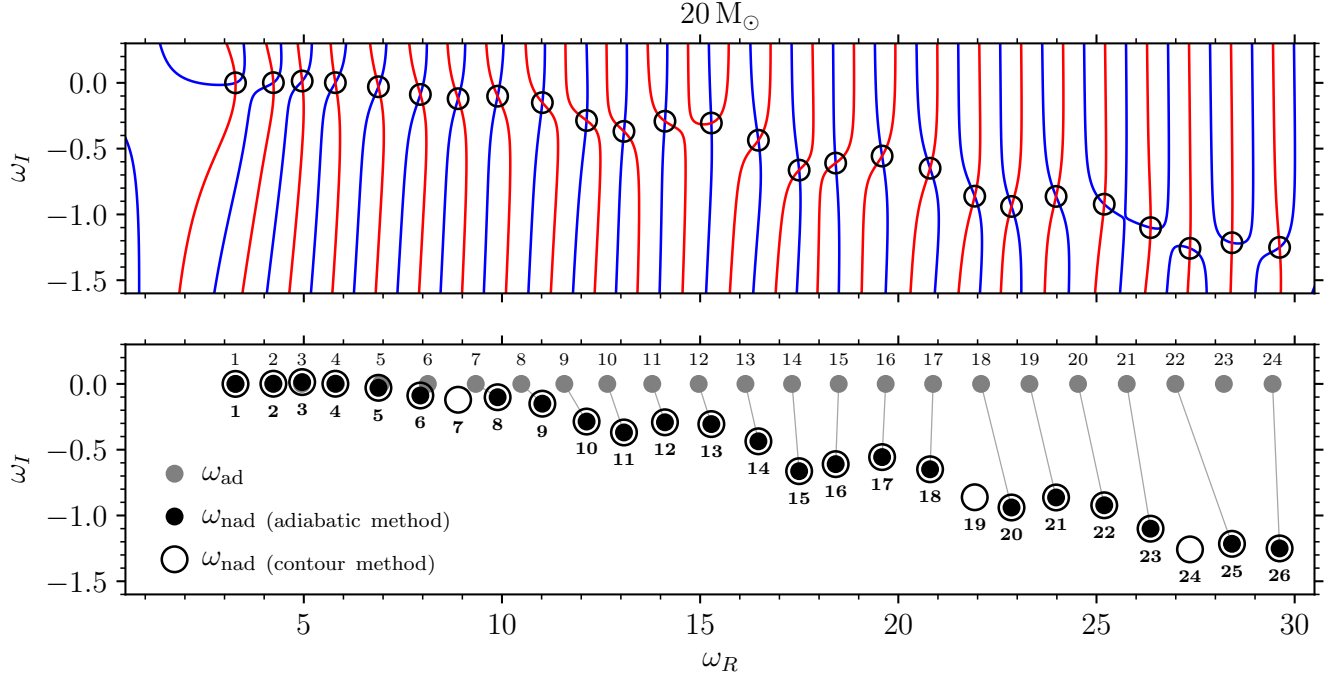 20 M☉
0.0
−0.5
−1.0
−1.5
ω_I
1 2 3 4 5 6 7 8 9 10 11 12 13 14 15 16 17 18 19 20 21 22 23 24
0.0
−0.5
−1.0
−1.5
ω_I
1 2 3 4 5 6 7 8 9 10 11 12 13 14 15 16 17 18 19 20 21 22 23 24 25 26
ω_ad
ω_nad (adiabatic method)
ω_nad (contour method)
5 10 15 20 25 30
ω_R